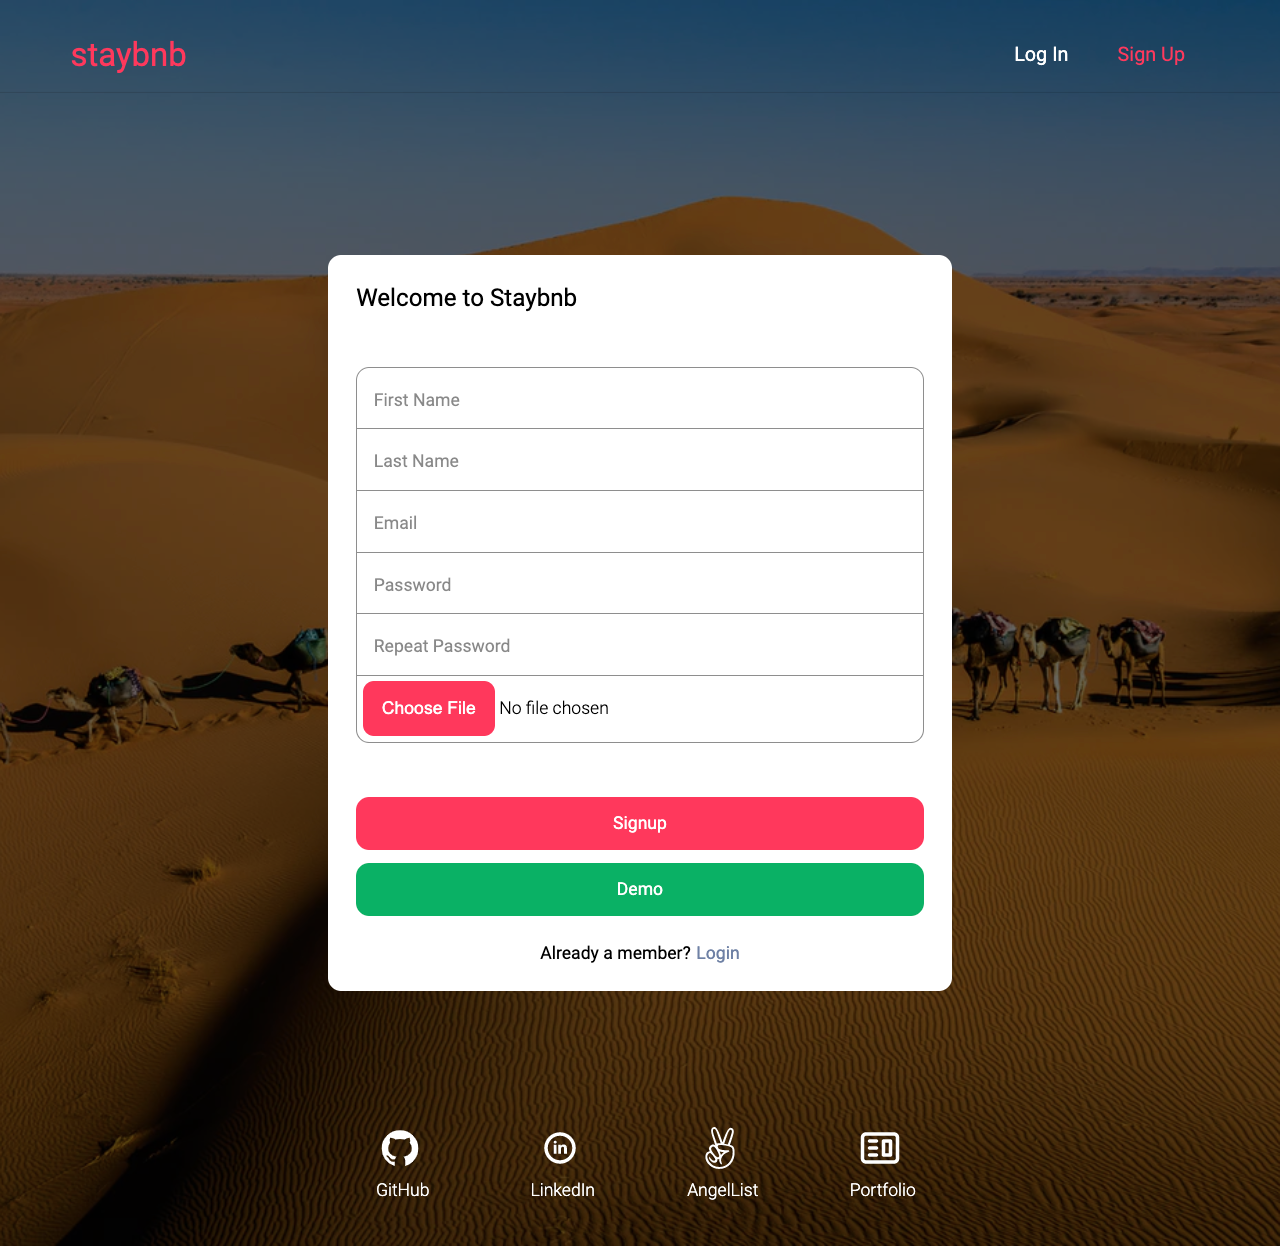 staybnb
Log In
Sign Up
Welcome to Staybnb
First Name
Last Name
Email
Password
Repeat Password
Choose File No file chosen
Signup
Demo
Already a member? Login
in
GitHub
LinkedIn
AngelList
Portfolio